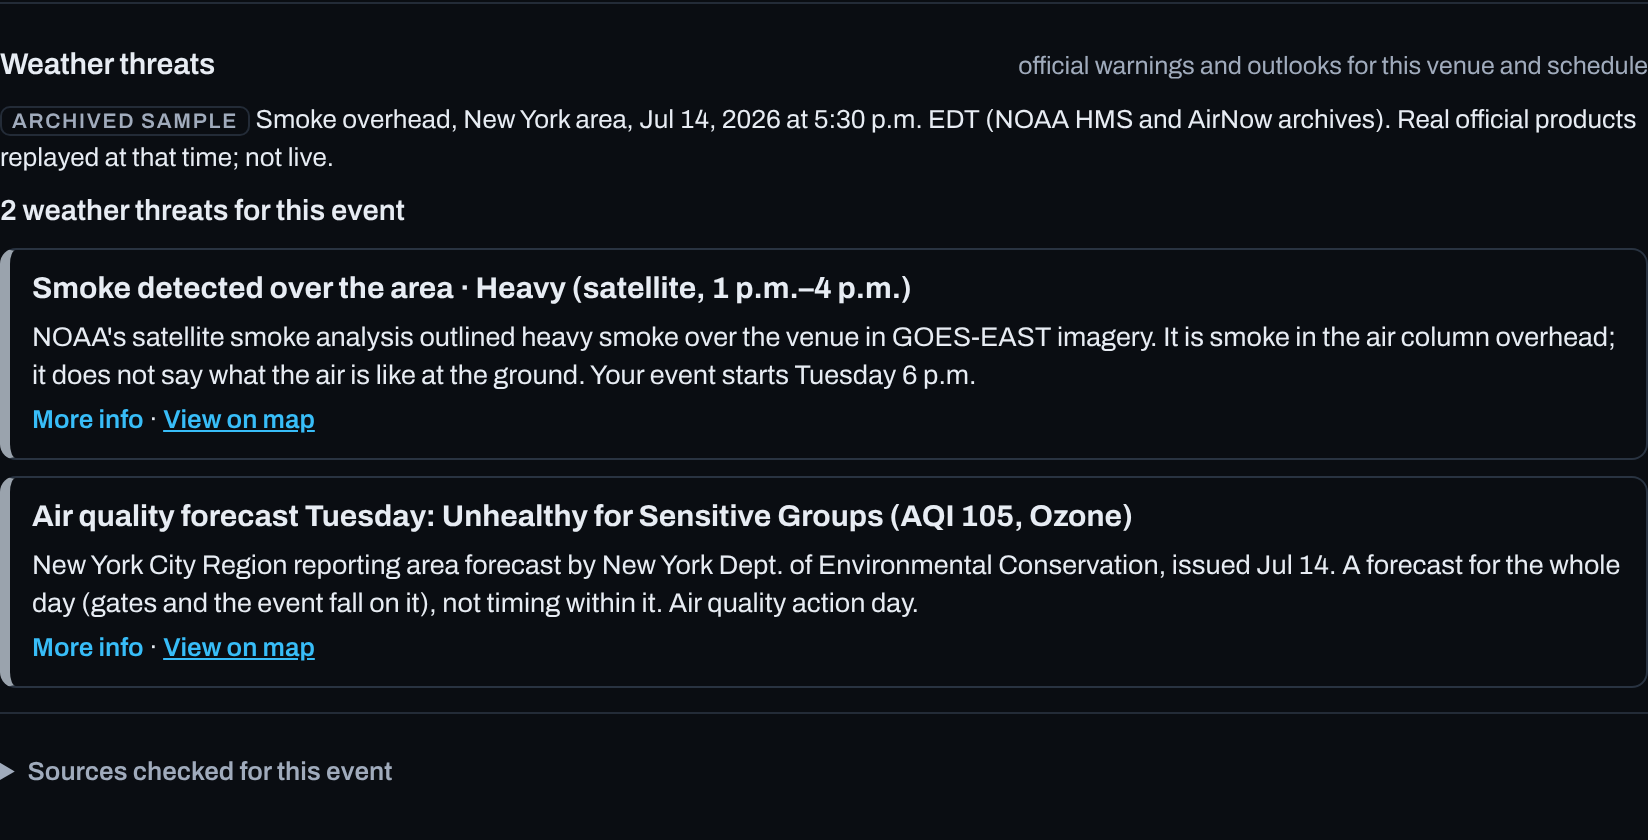 Weather threats
official warnings and outlooks for this venue and schedule
ARCHIVED SAMPLE Smoke overhead, New York area, Jul 14, 2026 at 5:30 p.m. EDT (NOAA HMS and AirNow archives). Real official products
replayed at that time; not live.
2 weather threats for this event
Smoke detected over the area · Heavy (satellite, 1 p.m.–4 p.m.)
NOAA's satellite smoke analysis outlined heavy smoke over the venue in GOES-EAST imagery. It is smoke in the air column overhead;
it does not say what the air is like at the ground. Your event starts Tuesday 6 p.m.
More info · View on map
Air quality forecast Tuesday: Unhealthy for Sensitive Groups (AQI 105, Ozone)
New York City Region reporting area forecast by New York Dept. of Environmental Conservation, issued Jul 14. A forecast for the whole
day (gates and the event fall on it), not timing within it. Air quality action day.
More info · View on map
Sources checked for this event